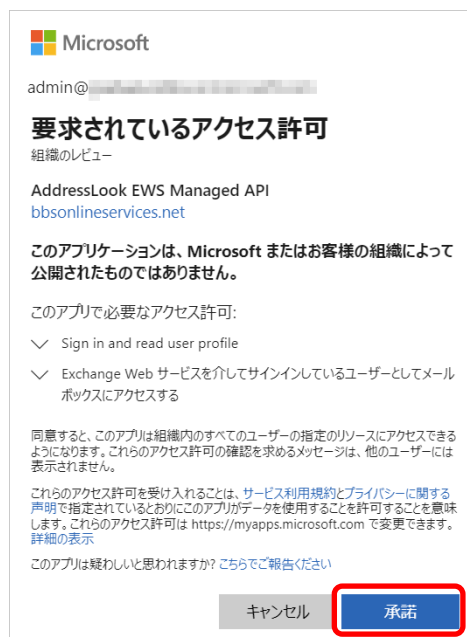 Microsoft
admin@
要求されているアクセス許可
組織のレビュー
AddressLook EWS Managed API
bbsonlineservices.net
このアプリケーションは、Microsoft またはお客様の組織によって
公開されたものではありません。
このアプリで必要なアクセス許可:
Sign in and read user profile
Exchange Web サービスを介してサインインしているユーザーとしてメール
ボックスにアクセスする
同意すると、このアプリは組織内のすべてのユーザーの指定のリソースにアクセスできる
ようになります。これらのアクセス許可の確認を求めるメッセージは、他のユーザーには
表示されません。
これらのアクセス許可を受け入れることは、サービス利用規約とプライバシーに関する
声明で指定されているとおりにこのアプリがデータを使用することを許可することを意味
します。これらのアクセス許可は https://myapps.microsoft.com で変更できます。
詳細の表示
このアプリは疑わしいと思われますか? こちらでご報告ください
キャンセル 承諾